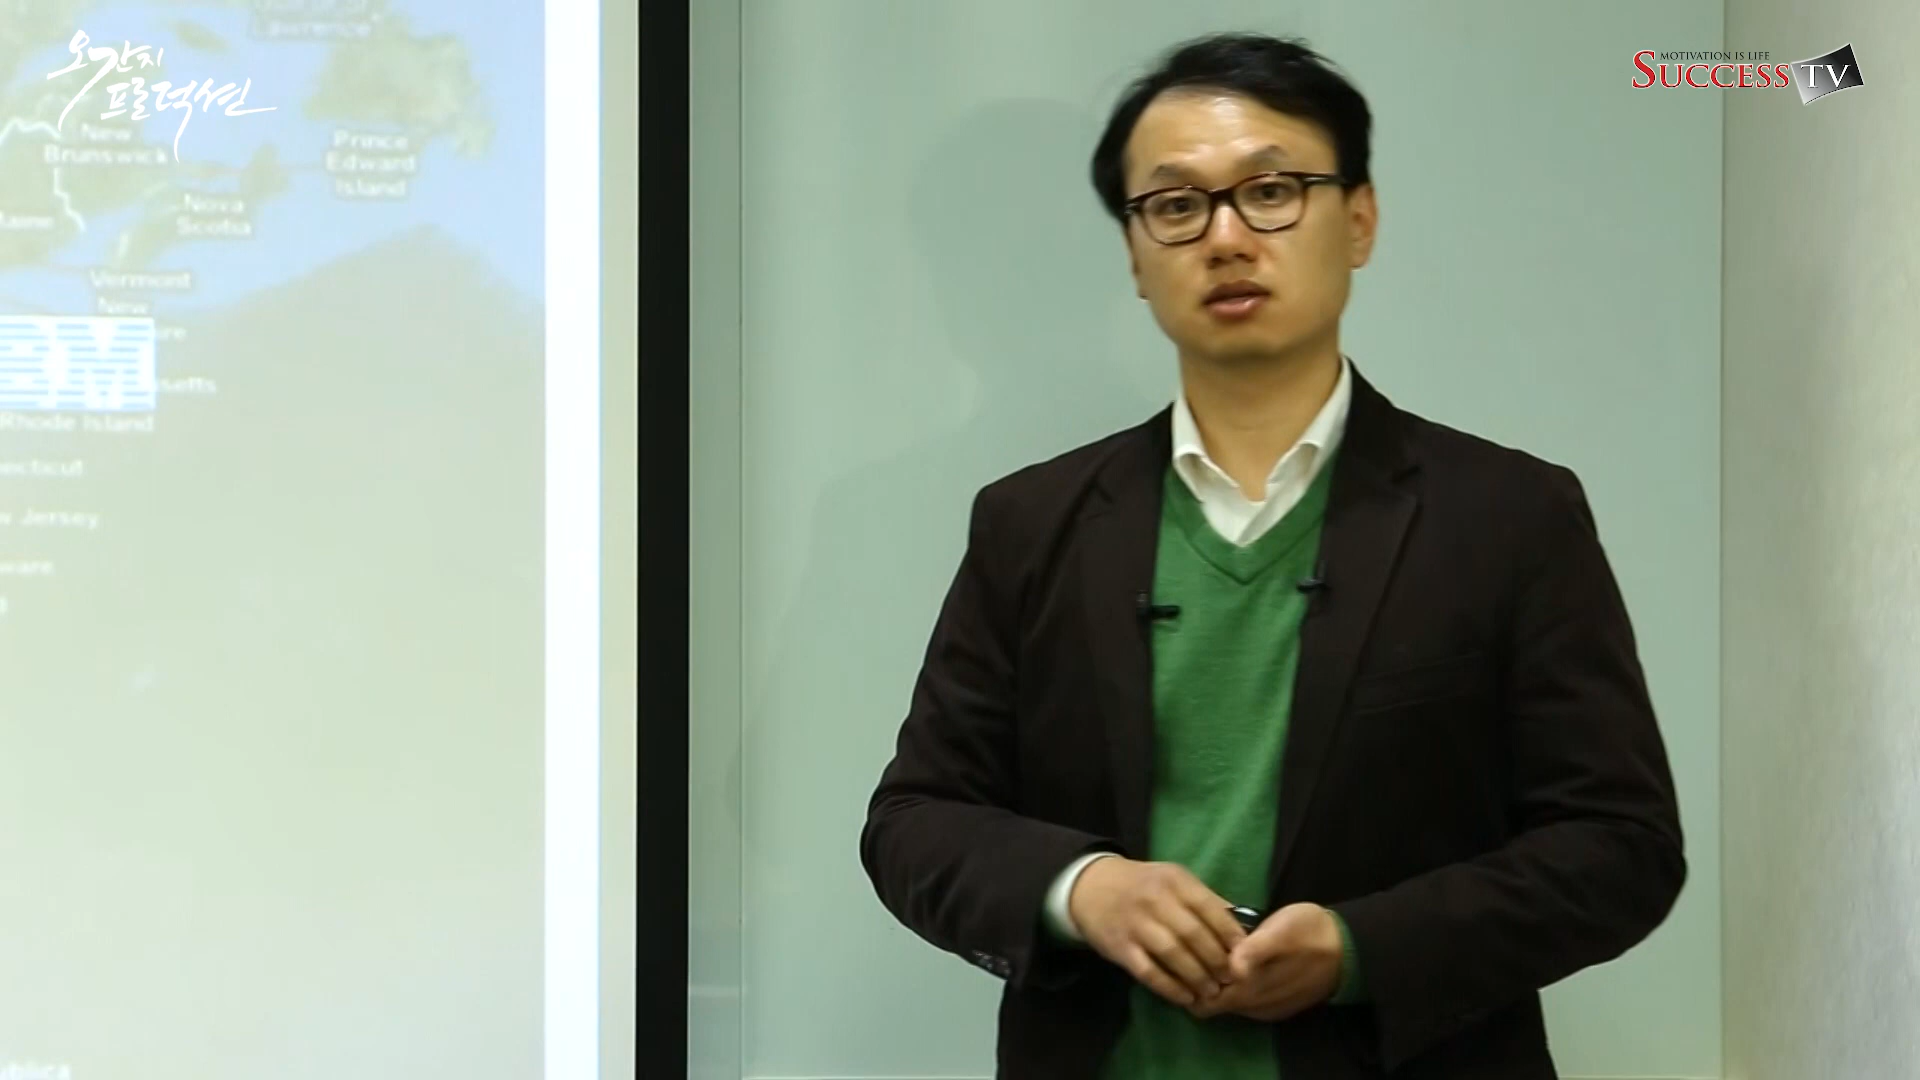 오간지
프로덕션
MOTIVATION IS LIFE
SUCCESS TV
Lawrence
New
Brunswick
Prince
Edward
Island
Nova
Scotia
Vermont
New
Rhode Island
Jersey